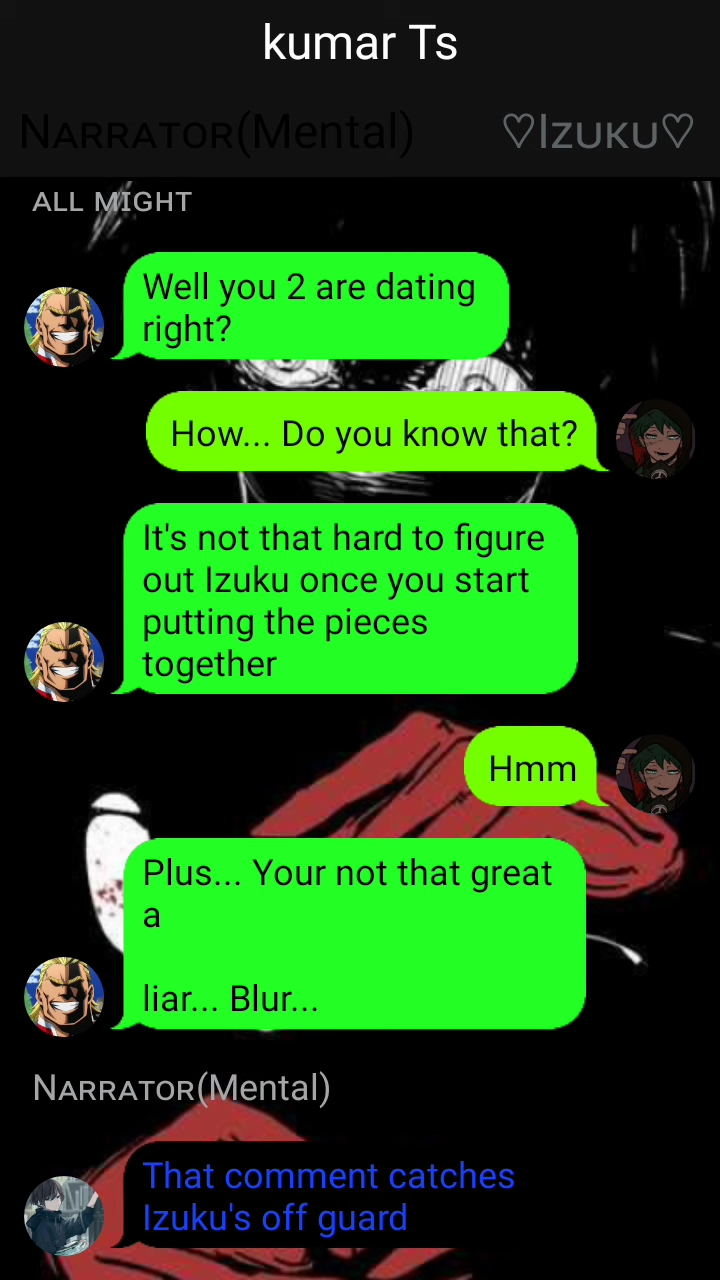 kumar Ts
Narrator(Mental) ♡Izuku♡
ALL MIGHT
Well you 2 are dating
right?
How... Do you know that?
It's not that hard to figure
out Izuku once you start
putting the pieces
together
Hmm
Plus... Your not that great
a
liar... Blur...
Narrator(Mental)
That comment catches
Izuku's off guard